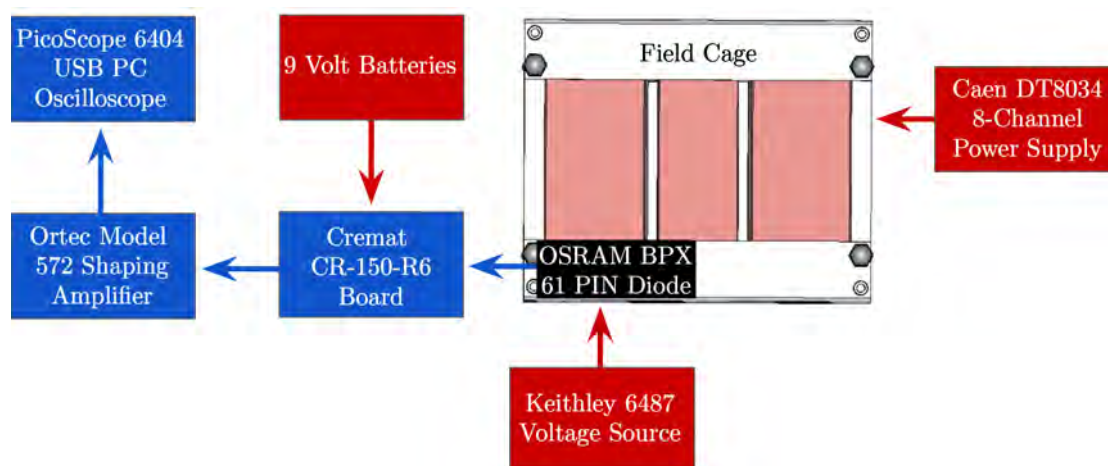 PicoScope 6404
USB PC
Oscilloscope
9 Volt Batteries
Field Cage
Caen DT8034
8-Channel
Power Supply
Ortec Model
572 Shaping
Amplifier
Cremat
CR-150-R6
Board
OSRAM BPX
61 PIN Diode
Keithley 6487
Voltage Source